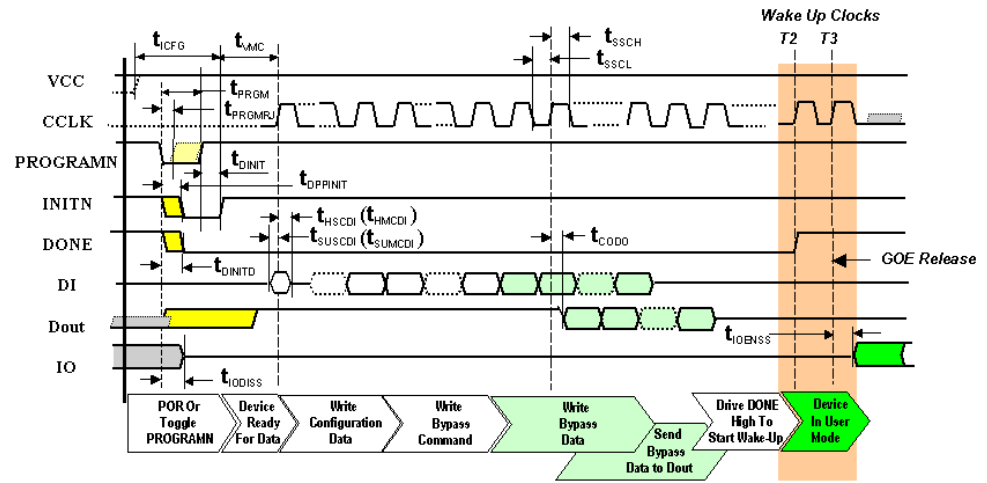 Wake Up Clocks
T2 T3
tICFG
tVMC
tSSCH
tSSCL
VCC
tPRGM
tPRGMRJ
CCLK
PROGRAMN
tDINIT
tDPPINIT
INITN
tHSCDI (tHMCDI)
tSUSCDI (tSUMCDI)
tCODO
DONE
GOE Release
tDINITD
DI
Dout
tIOENSS
IO
tIODISS
POR Or
Toggle
PROGRAMN
Device
Ready
For Data
Write
Configuration
Data
Write
Bypass
Command
Write
Bypass
Data
Send
Bypass
Data to Dout
Drive DONE
High To
Start Wake-Up
Device
In User
Mode